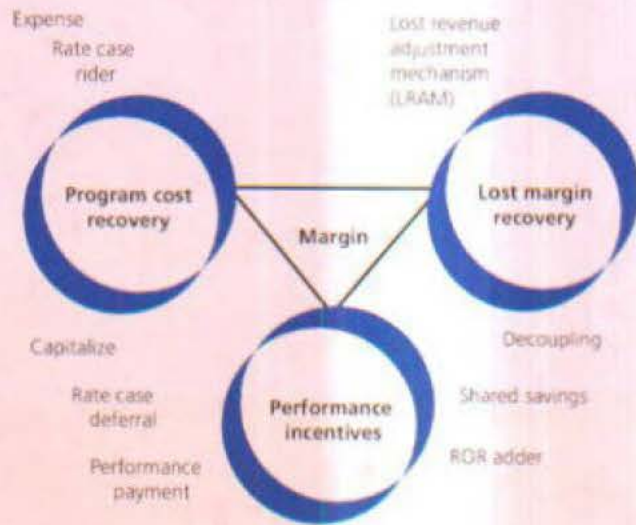 Expense
Rate case
rider
Lost revenue
adjustment
mechanism
(LRAM)
Program cost
recovery
Margin
Lost margin
recovery
Capitalize
Rate case
deferral
Performance
payment
Performance
incentives
Decoupling
Shared savings
ROR adder